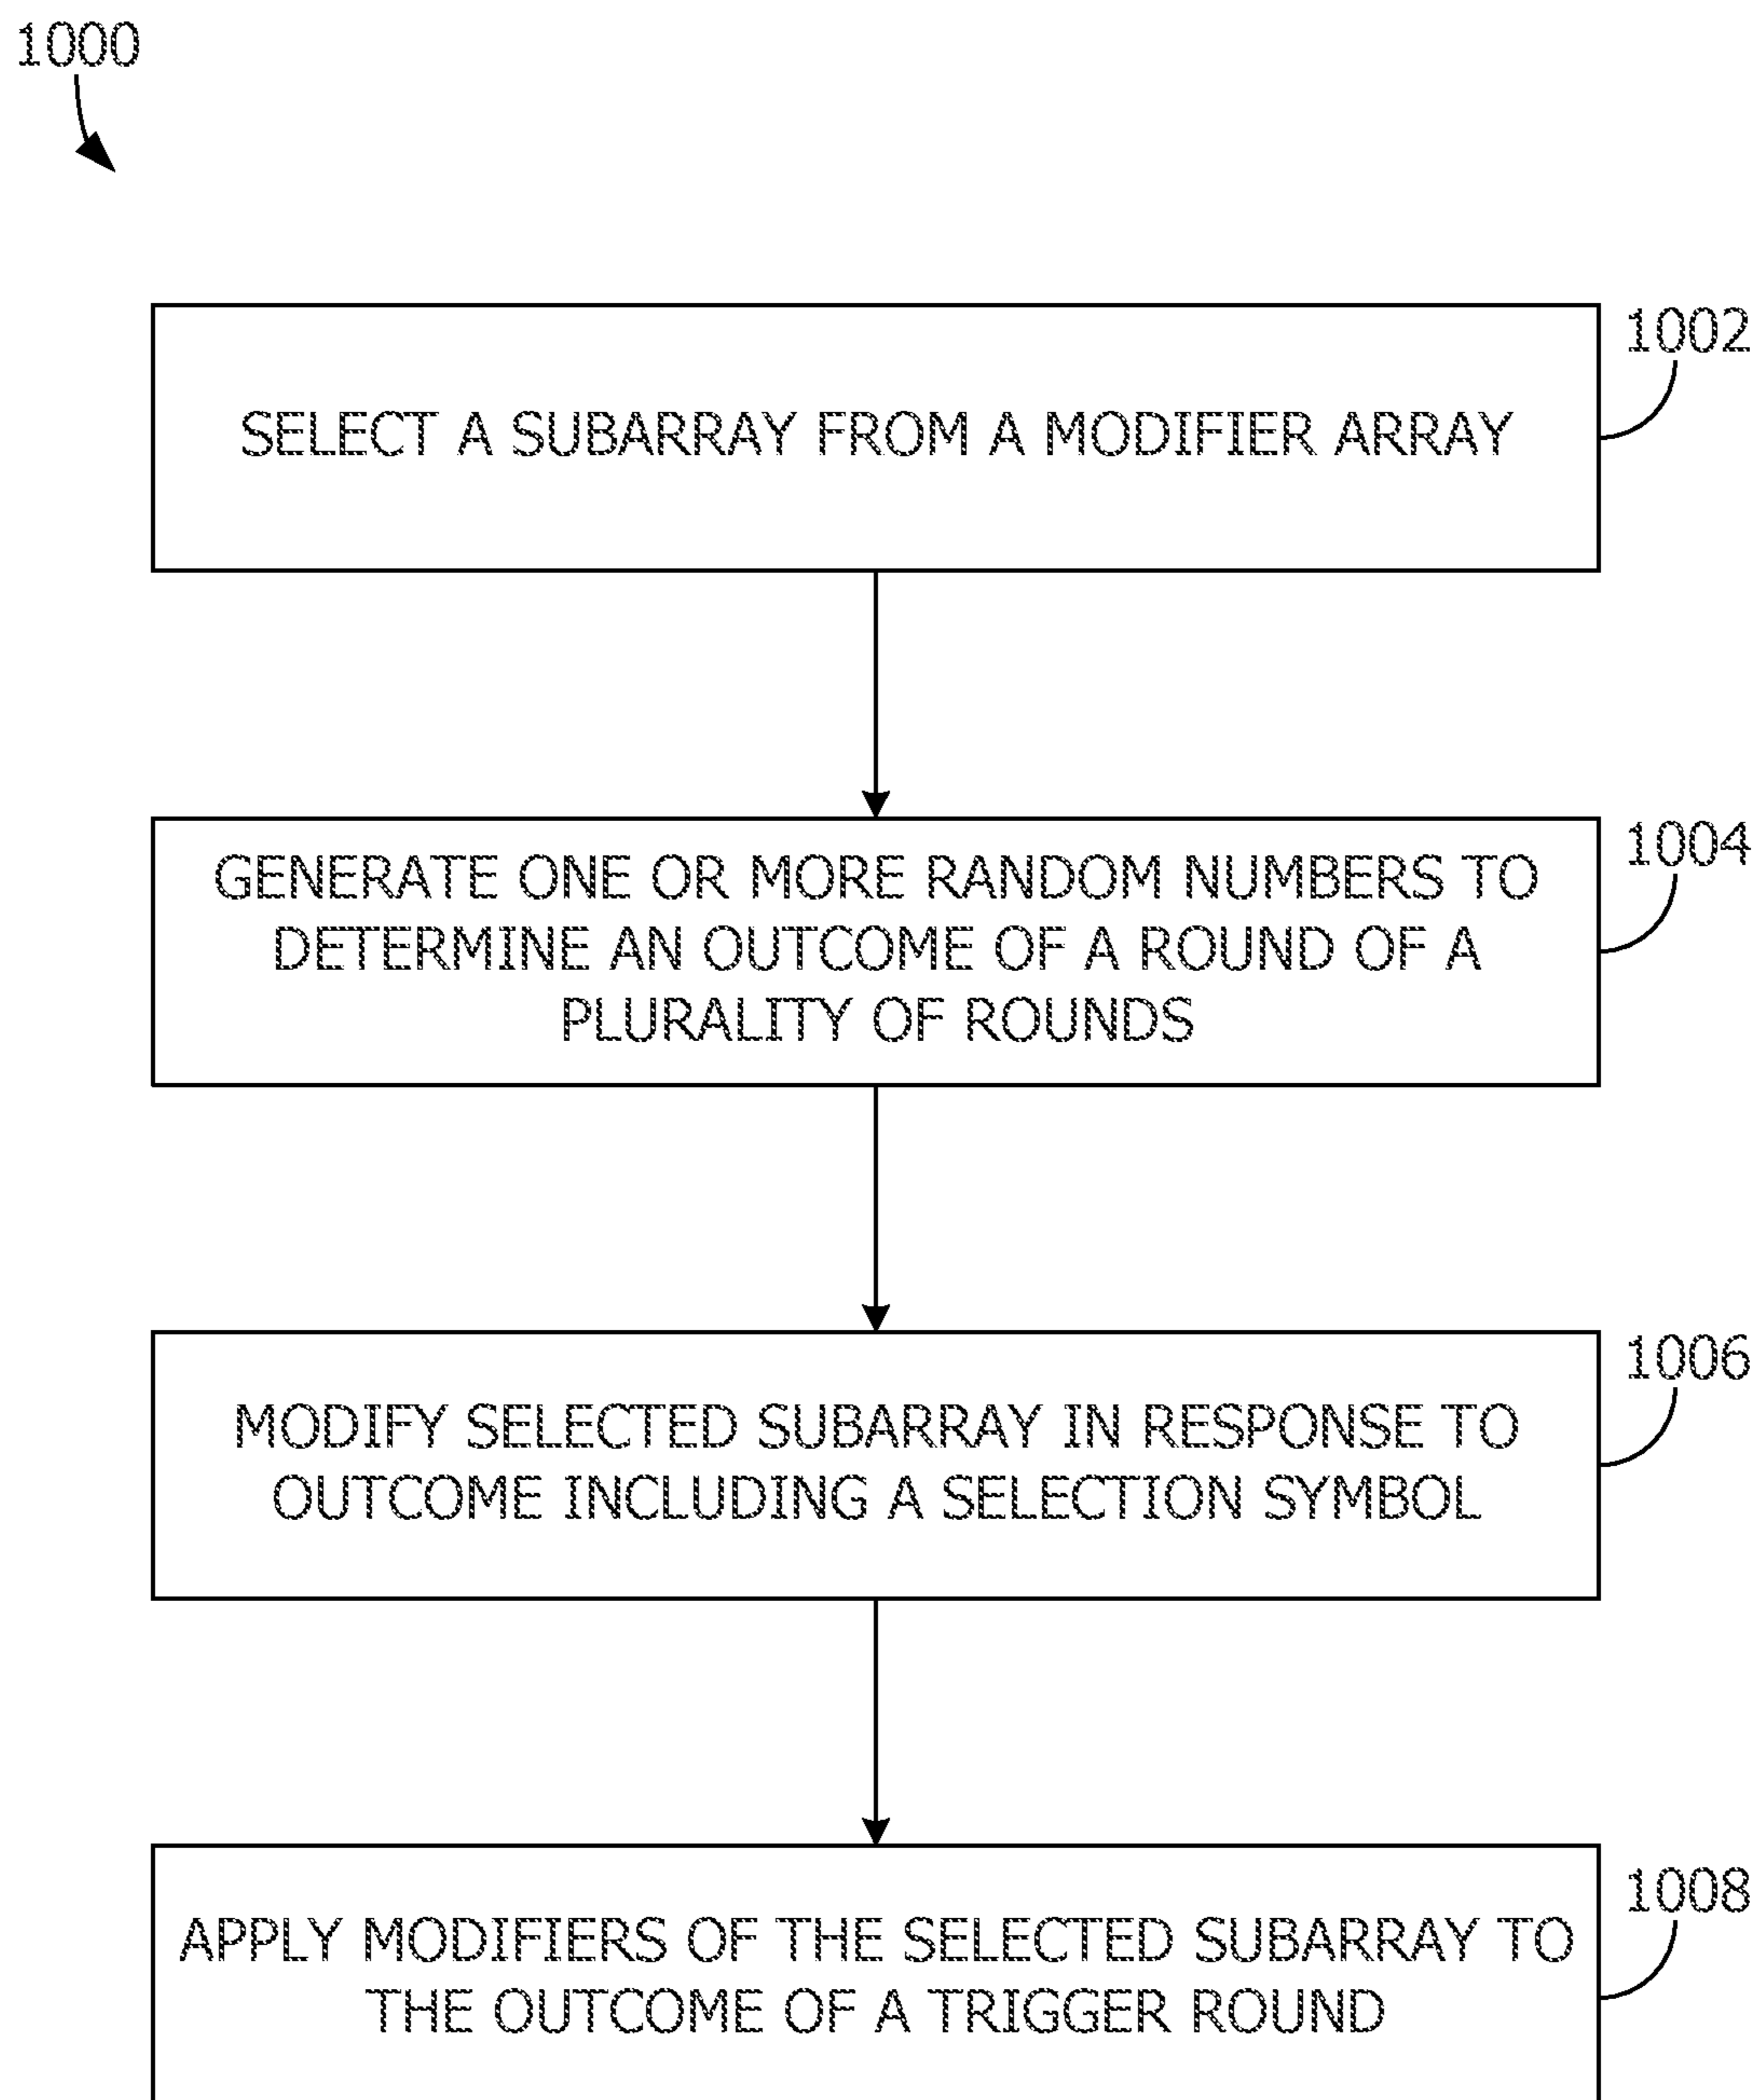 1000
1002
SELECT A SUBARRAY FROM A MODIFIER ARRAY
1004
GENERATE ONE OR MORE RANDOM NUMBERS TO
DETERMINE AN OUTCOME OF A ROUND OF A
PLURALITY OF ROUNDS
1006
MODIFY SELECTED SUBARRAY IN RESPONSE TO
OUTCOME INCLUDING A SELECTION SYMBOL
1008
APPLY MODIFIERS OF THE SELECTED SUBARRAY TO
THE OUTCOME OF A TRIGGER ROUND